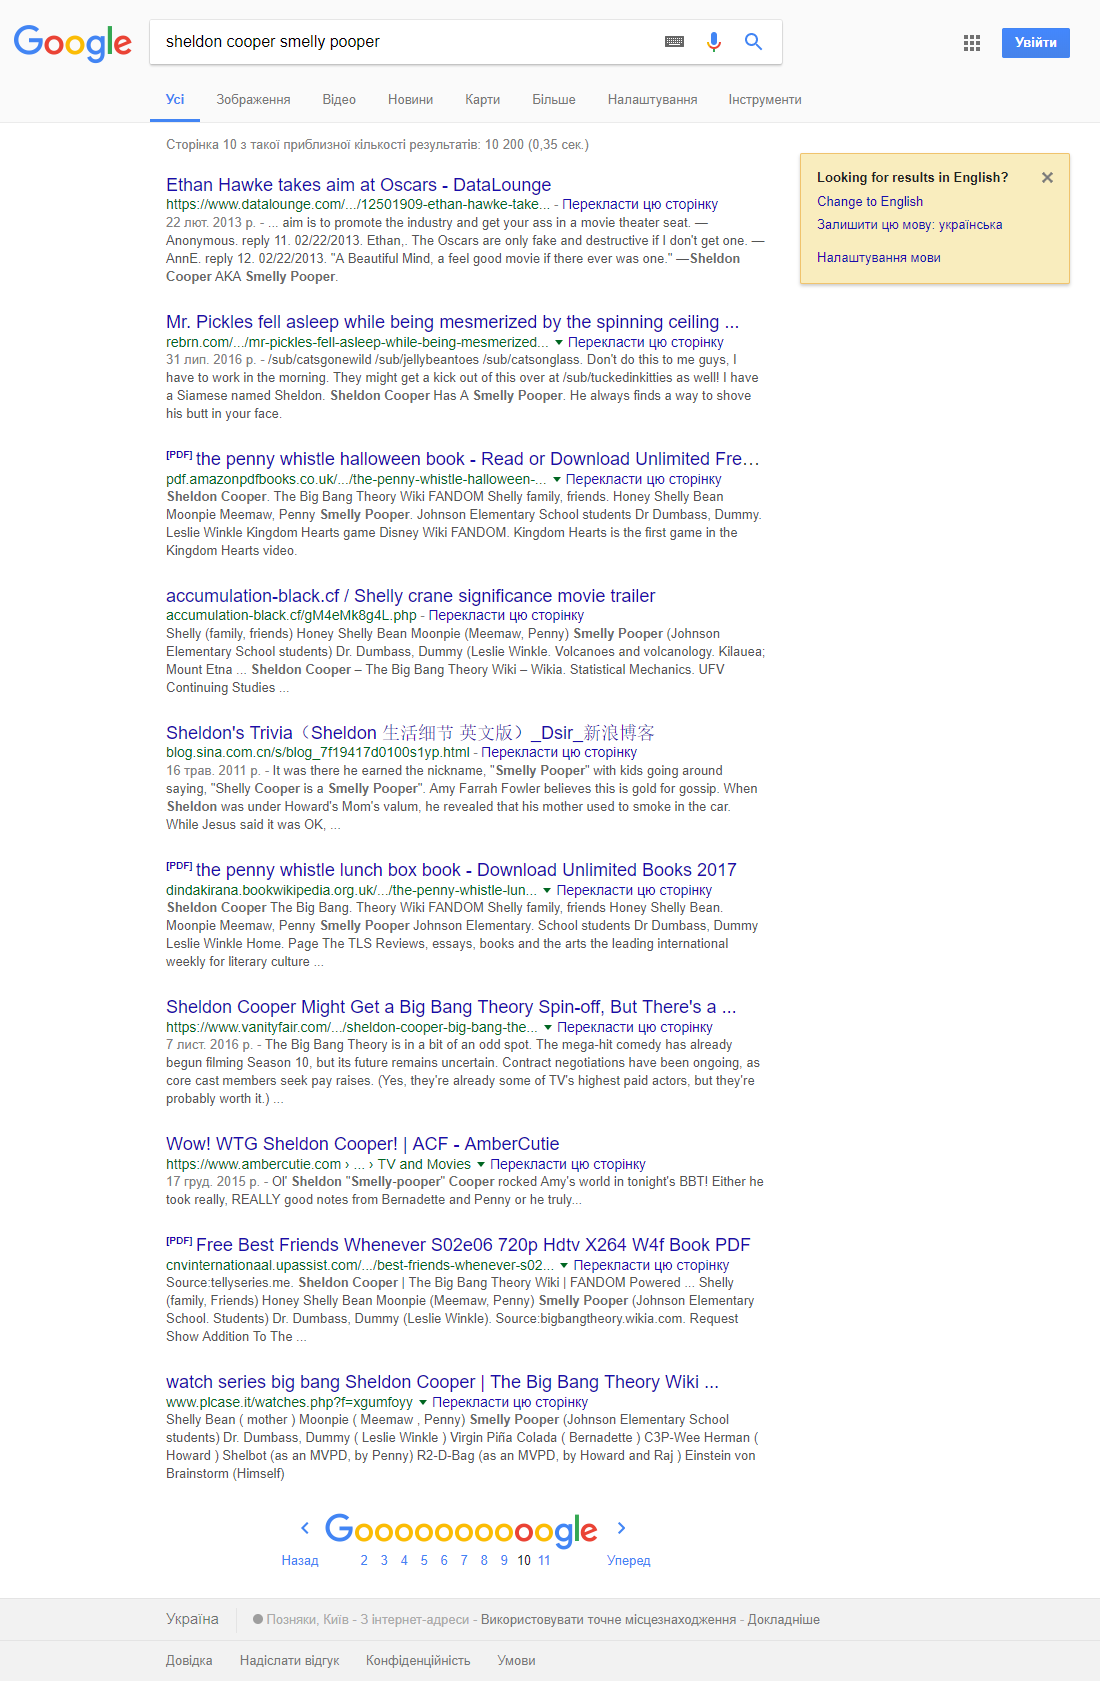 Google
sheldon cooper smelly pooper
Увійти
Усі Зображення Відео Новини Карти Більше Налаштування Інструменти
Сторінка 10 з такої приблизної кількості результатів: 10 200 (0,35 сек.)
Looking for results in English?
Change to English
Залишити цю мову: українська
Налаштування мови
Ethan Hawke takes aim at Oscars - DataLounge
https://www.datalounge.com/.../12501909-ethan-hawke-take... - Перекласти цю сторінку
22 лют. 2013 р. - ... aim is to promote the industry and get your ass in a movie theater seat. —
Anonymous. reply 11. 02/22/2013. Ethan,. The Oscars are only fake and destructive if I don't get one. —
AnnE. reply 12. 02/22/2013. "A Beautiful Mind, a feel good movie if there ever was one." —Sheldon
Cooper AKA Smelly Pooper.
Mr. Pickles fell asleep while being mesmerized by the spinning ceiling ...
rebrn.com/.../mr-pickles-fell-asleep-while-being-mesmerized... Перекласти цю сторінку
31 лип. 2016 р. - /sub/catsgonewild /sub/jellybeantoes /sub/catsonglass. Don't do this to me guys, I
have to work in the morning. They might get a kick out of this over at /sub/tuckedinkitties as well! I have
a Siamese named Sheldon. Sheldon Cooper Has A Smelly Pooper. He always finds a way to shove
his butt in your face.
[PDF] the penny whistle halloween book - Read or Download Unlimited Fre...
pdf.amazonpdfbooks.co.uk/.../the-penny-whistle-halloween-... Перекласти цю сторінку
Sheldon Cooper. The Big Bang Theory Wiki FANDOM Shelly family, friends. Honey Shelly Bean
Moonpie Meemaw, Penny Smelly Pooper. Johnson Elementary School students Dr Dumbass, Dummy.
Leslie Winkle Kingdom Hearts game Disney Wiki FANDOM. Kingdom Hearts is the first game in the
Kingdom Hearts video.
accumulation-black.cf / Shelly crane significance movie trailer
accumulation-black.cf/gM4eMk8g4L.php - Перекласти цю сторінку
Shelly (family, friends) Honey Shelly Bean Moonpie (Meemaw, Penny) Smelly Pooper (Johnson
Elementary School students) Dr. Dumbass, Dummy (Leslie Winkle. Volcanoes and volcanology. Kilauea;
Mount Etna ... Sheldon Cooper – The Big Bang Theory Wiki – Wikia. Statistical Mechanics. UFV
Continuing Studies ...
Sheldon's Trivia（Sheldon 生活细节 英文版）_Dsir_新浪博客
blog.sina.com.cn/s/blog_7f19417d0100s1yp.html - Перекласти цю сторінку
16 трав. 2011 р. - It was there he earned the nickname, "Smelly Pooper" with kids going around
saying, "Shelly Cooper is a Smelly Pooper". Amy Farrah Fowler believes this is gold for gossip. When
Sheldon was under Howard's Mom's valum, he revealed that his mother used to smoke in the car.
While Jesus said it was OK, ...
[PDF] the penny whistle lunch box book - Download Unlimited Books 2017
dindakirana.bookwikipedia.org.uk/.../the-penny-whistle-lun... Перекласти цю сторінку
Sheldon Cooper The Big Bang. Theory Wiki FANDOM Shelly family, friends Honey Shelly Bean.
Moonpie Meemaw, Penny Smelly Pooper Johnson Elementary. School students Dr Dumbass, Dummy
Leslie Winkle Home. Page The TLS Reviews, essays, books and the arts the leading international
weekly for literary culture ...
Sheldon Cooper Might Get a Big Bang Theory Spin-off, But There's a ...
https://www.vanityfair.com/.../sheldon-cooper-big-bang-the... Перекласти цю сторінку
7 лист. 2016 р. - The Big Bang Theory is in a bit of an odd spot. The mega-hit comedy has already
begun filming Season 10, but its future remains uncertain. Contract negotiations have been ongoing, as
core cast members seek pay raises. (Yes, they're already some of TV's highest paid actors, but they're
probably worth it.) ...
Wow! WTG Sheldon Cooper! | ACF - AmberCutie
https://www.ambercutie.com › ... › TV and Movies Перекласти цю сторінку
17 груд. 2015 р. - Ol' Sheldon "Smelly-pooper" Cooper rocked Amy's world in tonight's BBT! Either he
took really, REALLY good notes from Bernadette and Penny or he truly...
[PDF] Free Best Friends Whenever S02e06 720p Hdtv X264 W4f Book PDF
cnvinternationaal.upassist.com/.../best-friends-whenever-s02... Перекласти цю сторінку
Source:tellyseries.me. Sheldon Cooper | The Big Bang Theory Wiki | FANDOM Powered ... Shelly
(family, Friends) Honey Shelly Bean Moonpie (Meemaw, Penny) Smelly Pooper (Johnson Elementary
School. Students) Dr. Dumbass, Dummy (Leslie Winkle). Source:bigbangtheory.wikia.com. Request
Show Addition To The ...
watch series big bang Sheldon Cooper | The Big Bang Theory Wiki ...
www.plcase.it/watches.php?f=xgumfoyy Перекласти цю сторінку
Shelly Bean ( mother ) Moonpie ( Meemaw , Penny) Smelly Pooper (Johnson Elementary School
students) Dr. Dumbass, Dummy ( Leslie Winkle ) Virgin Piña Colada ( Bernadette ) C3P-Wee Herman (
Howard ) Shelbot (as an MVPD, by Penny) R2-D-Bag (as an MVPD, by Howard and Raj ) Einstein von
Brainstorm (Himself)
Goooooooooogle
Назад 2 3 4 5 6 7 8 9 10 11 Уперед
Україна Позняки, Київ - З інтернет-адреси - Використовувати точне місцезнаходження - Докладніше
Довідка Надіслати відгук Конфіденційність Умови